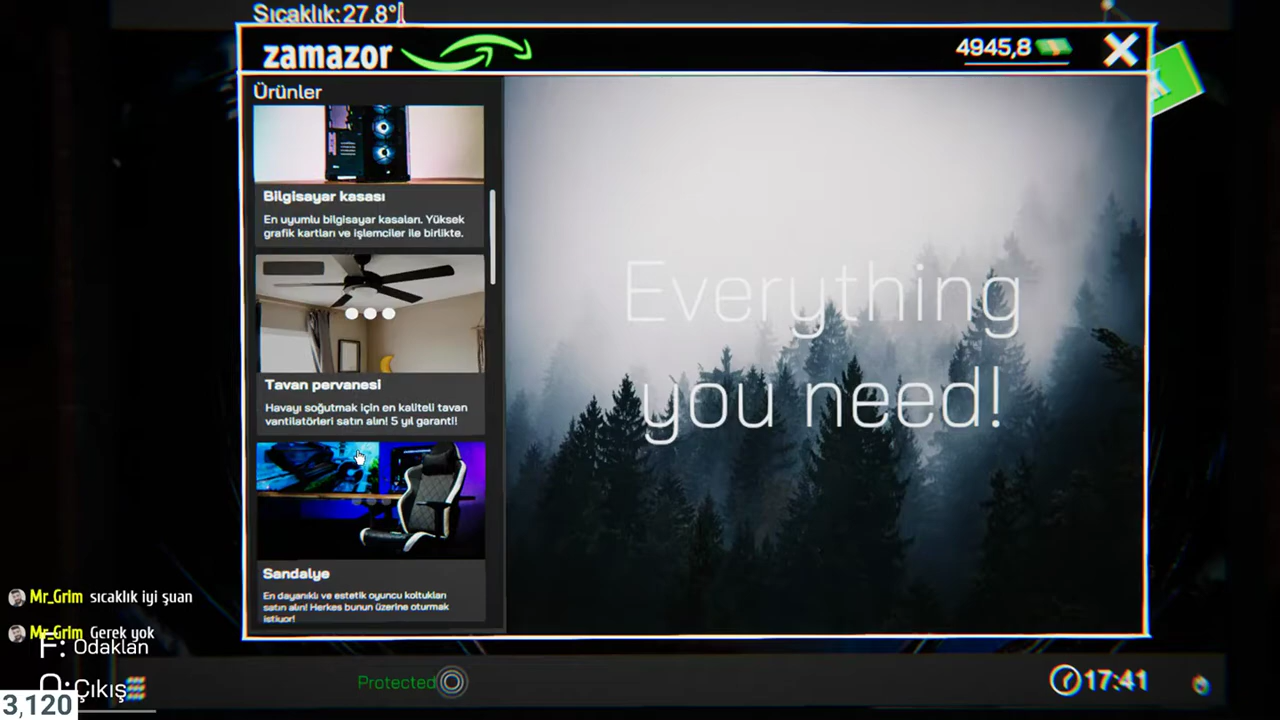 Sıcaklık: 27,8°
zamazor
4945,8
Ürünler
Bilgisayar kasası
En uyumlu bilgisayar kasaları. Yüksek
grafik kartları ve işlemciler ile birlikte.
Tavan pervanesi
Havayı soğutmak için en kaliteli tavan
vantilatörleri satın alın! 5 yıl garanti!
Sandalye
En dayanıklı ve estetik oyuncu koltukları
satın alın! Herkes bunun üzerine oturmak
istiyor!
Everything
you need!
Mr_Grim sıcaklık iyi şuan
Mr_Grim Gerek yok
F: Odaklan
Q: Çıkış
3,120
Protected
17:41